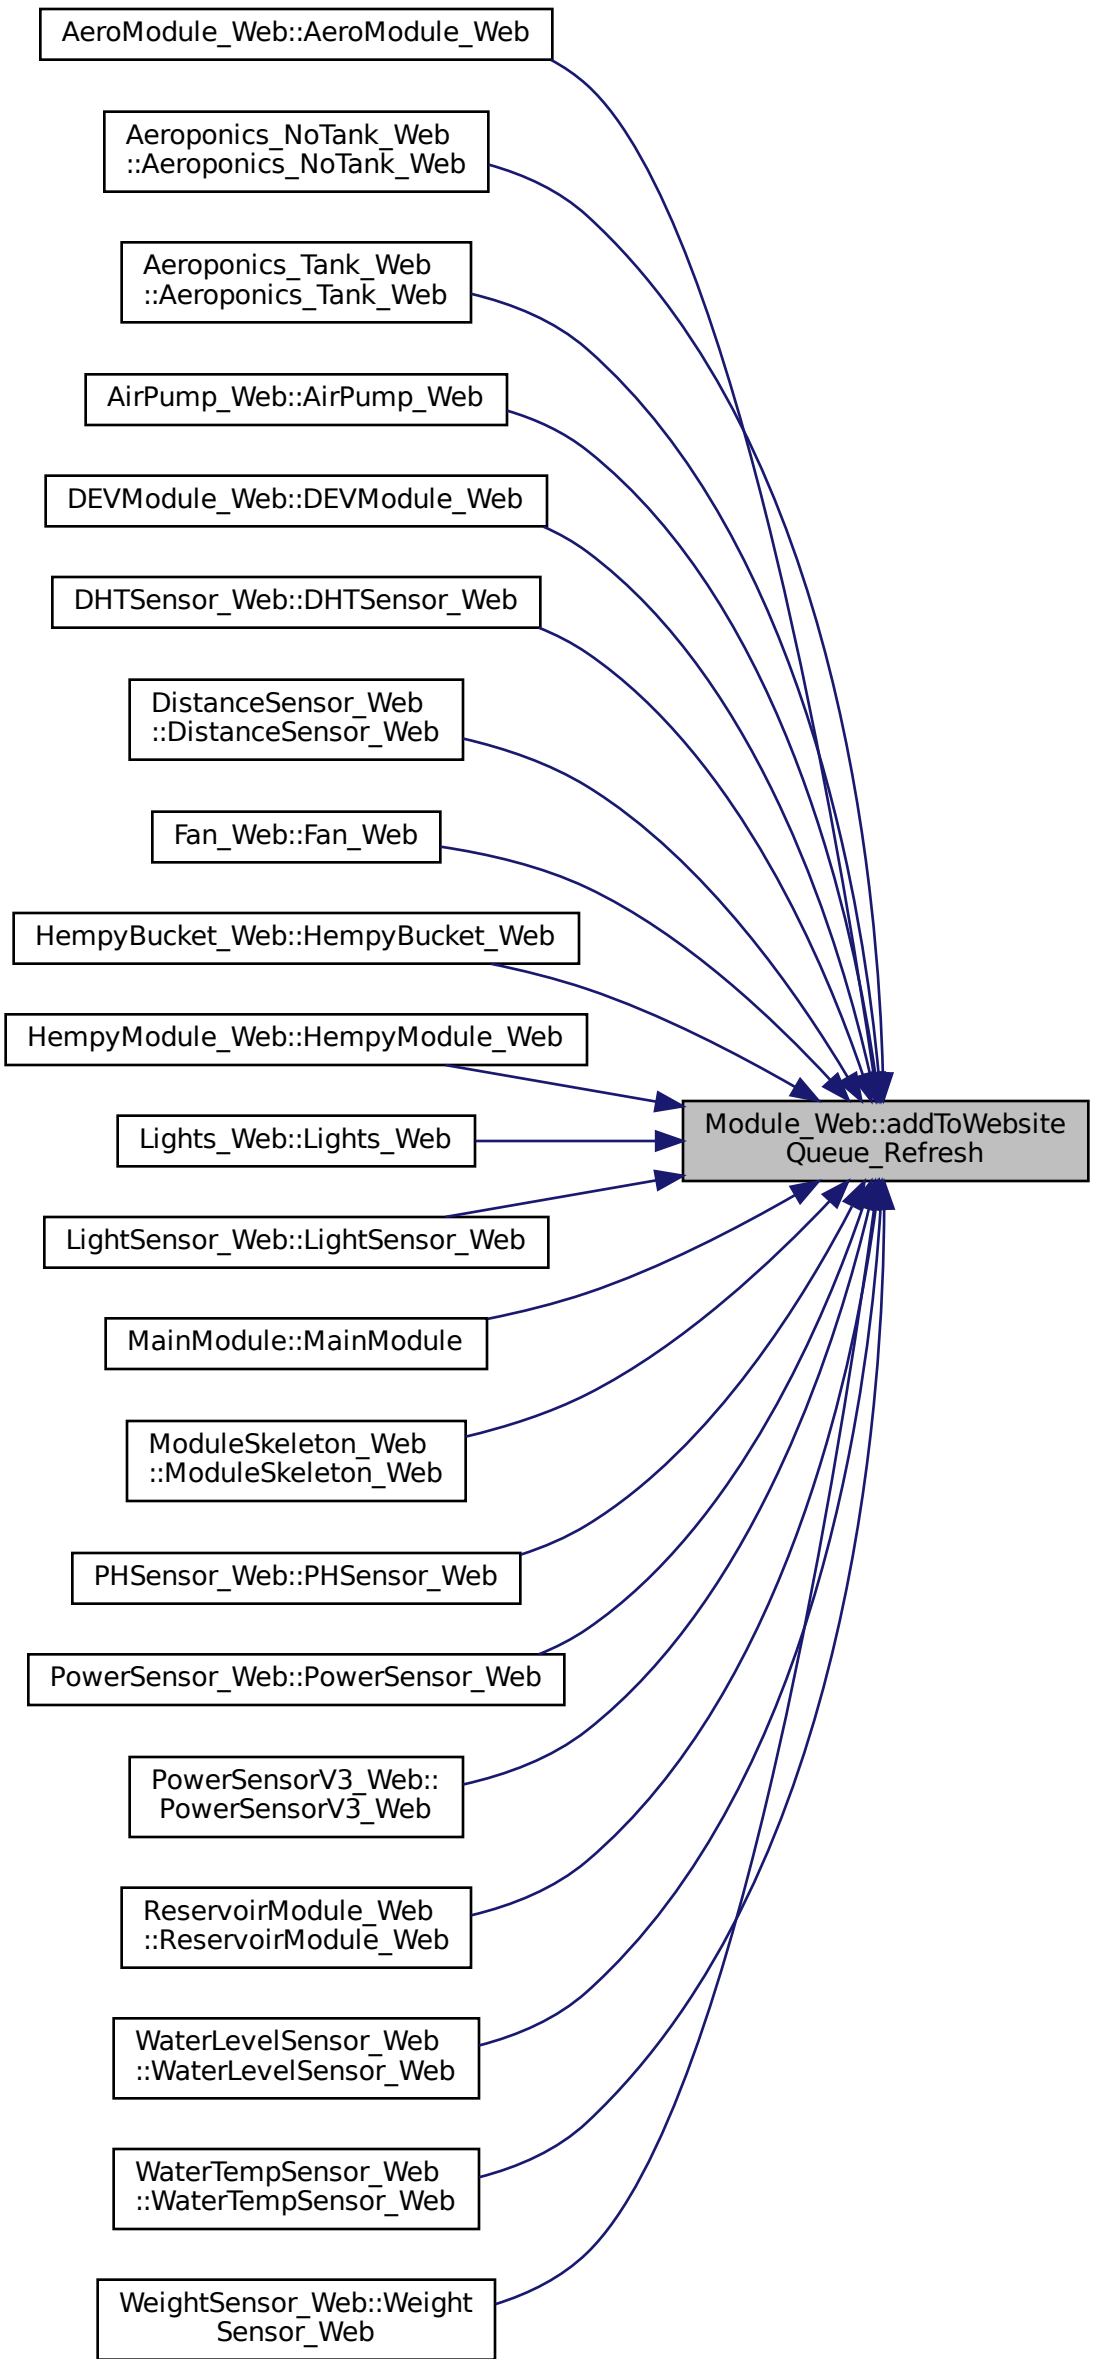 AeroModule_Web::AeroModule_Web
Aeroponics_NoTank_Web
::Aeroponics_NoTank_Web
Aeroponics_Tank_Web
::Aeroponics_Tank_Web
AirPump_Web::AirPump_Web
DEVModule_Web::DEVModule_Web
DHTSensor_Web::DHTSensor_Web
DistanceSensor_Web
::DistanceSensor_Web
Fan_Web::Fan_Web
HempyBucket_Web::HempyBucket_Web
HempyModule_Web::HempyModule_Web
Module_Web::addToWebsite
Queue_Refresh
Lights_Web::Lights_Web
LightSensor_Web::LightSensor_Web
MainModule::MainModule
ModuleSkeleton_Web
::ModuleSkeleton_Web
PHSensor_Web::PHSensor_Web
PowerSensor_Web::PowerSensor_Web
PowerSensorV3_Web::
PowerSensorV3_Web
ReservoirModule_Web
::ReservoirModule_Web
WaterLevelSensor_Web
::WaterLevelSensor_Web
WaterTempSensor_Web
::WaterTempSensor_Web
WeightSensor_Web::Weight
Sensor_Web